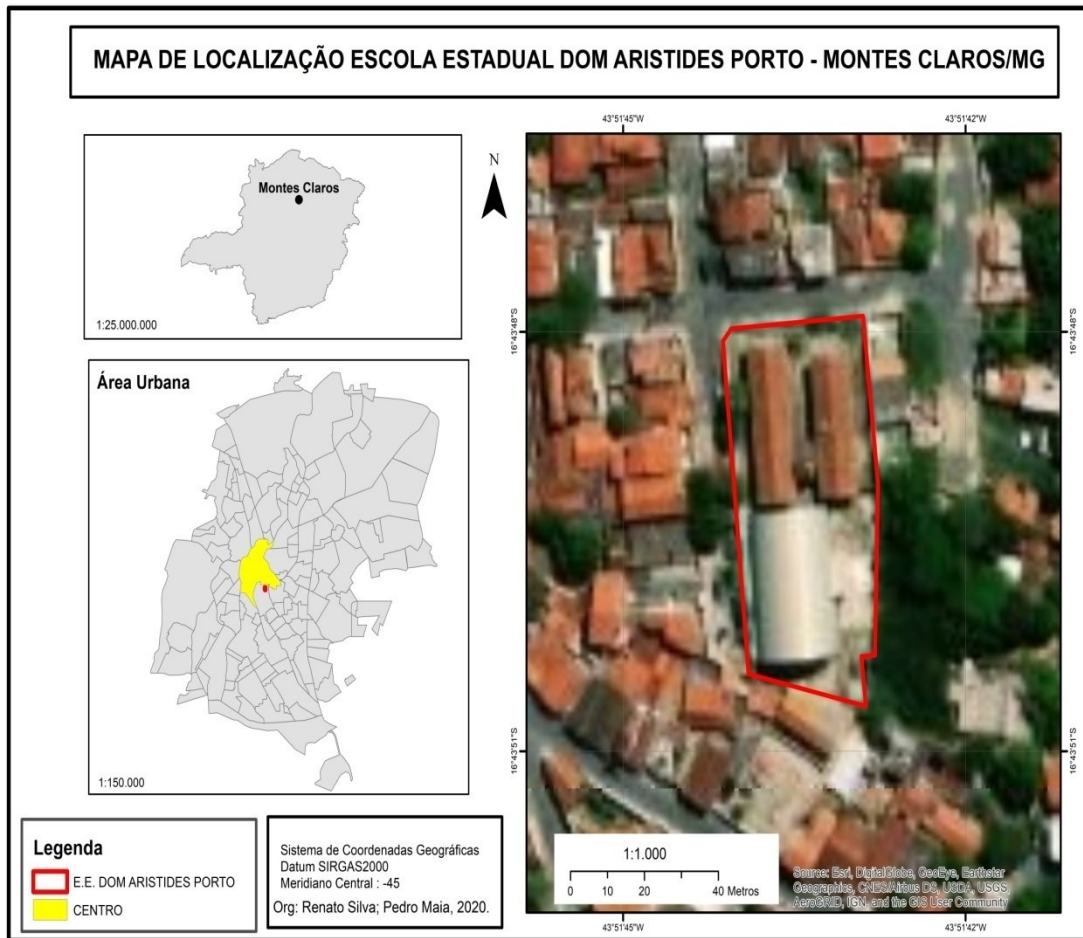 MAPA DE LOCALIZAÇÃO ESCOLA ESTADUAL DOM ARISTIDES PORTO - MONTES CLAROS/MG
Montes Claros
1:25.000.000
N
Área Urbana
1:150.000
Legenda
E.E. DOM ARISTIDES PORTO
CENTRO
Sistema de Coordenadas Geográficas
Datum SIRGAS2000
Meridiano Central : -45
Org: Renato Silva; Pedro Maia, 2020.
43°51'45"W
43°51'42"W
16°43'48"S
16°43'48"S
16°43'51"S
16°43'51"S
1:1.000
0 10 20 40 Metros
Source: Esri, DigitalGlobe, GeoEye, Earthstar
Geographics, CNES/Airbus DS, USDA, USGS,
AeroGRID, IGN, and the GIS User Community
43°51'45"W
43°51'42"W